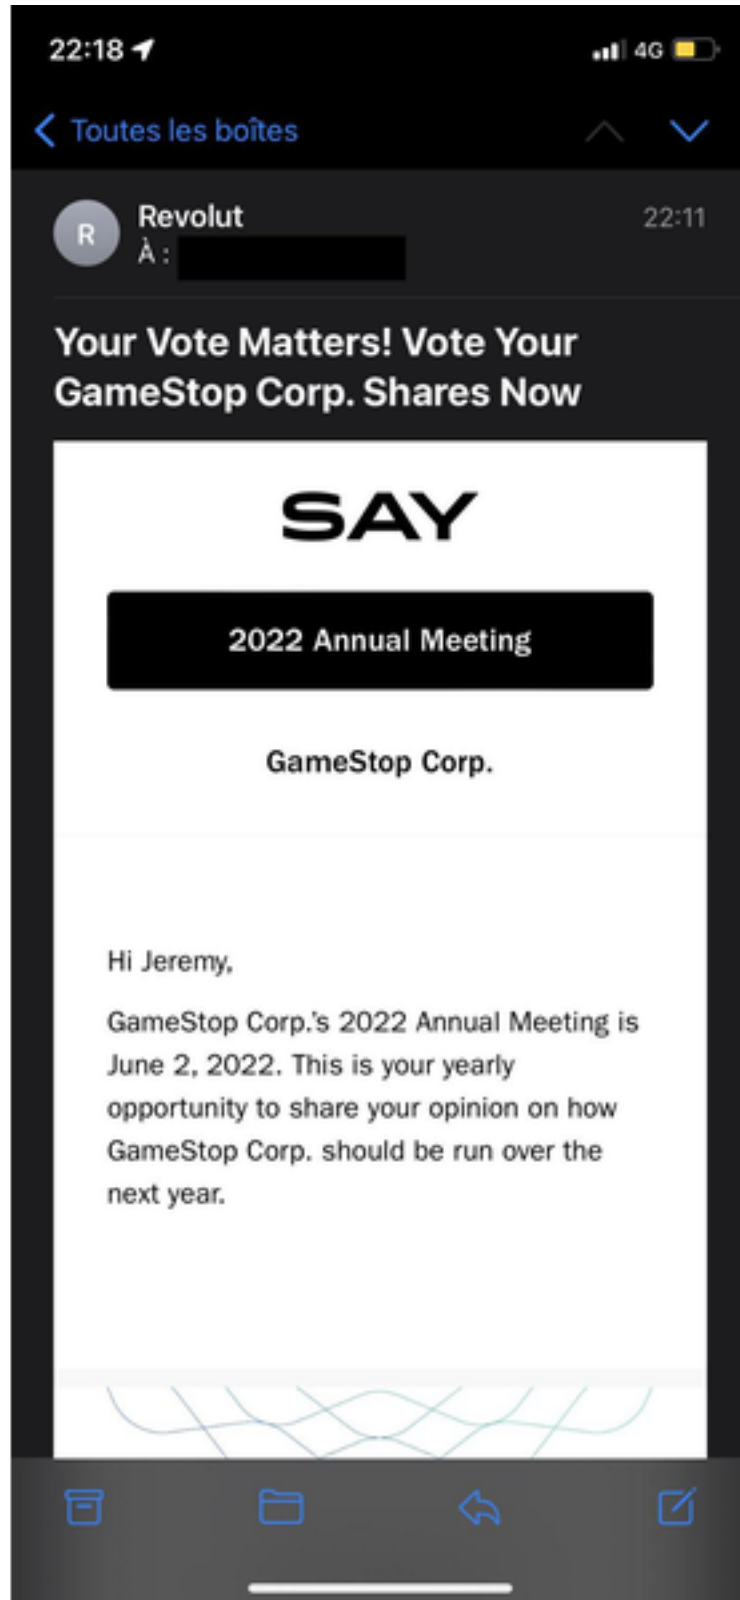 22:18
4G
Toutes les boîtes
R
Revolut
22:11
À :
Your Vote Matters! Vote Your
GameStop Corp. Shares Now
SAY
2022 Annual Meeting
GameStop Corp.
Hi Jeremy,
GameStop Corp.'s 2022 Annual Meeting is
June 2, 2022. This is your yearly
opportunity to share your opinion on how
GameStop Corp. should be run over the
next year.